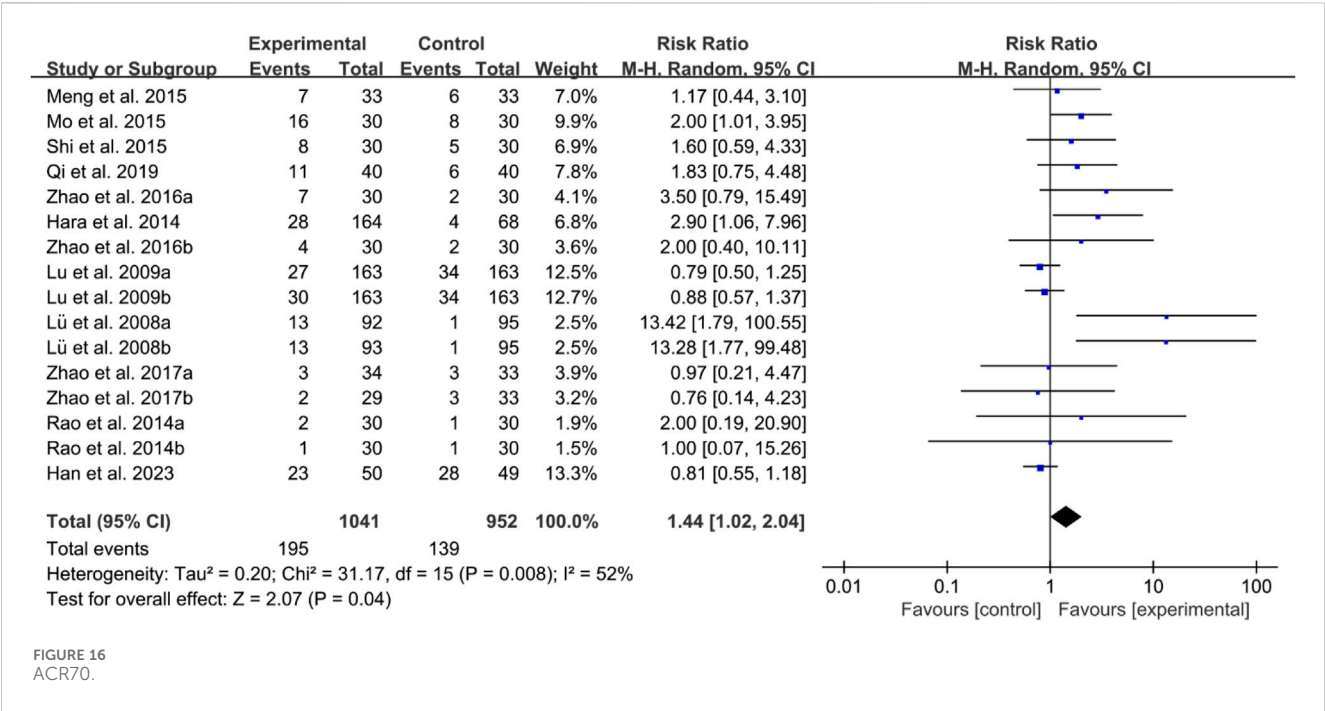 Experimental Control Risk Ratio Risk Ratio
Study or Subgroup Events Total Events Total Weight M-H, Random, 95% CI M-H, Random, 95% CI
Meng et al. 2015 7 33 6 33 7.0% 1.17 [0.44, 3.10]
Mo et al. 2015 16 30 8 30 9.9% 2.00 [1.01, 3.95]
Shi et al. 2015 8 30 5 30 6.9% 1.60 [0.59, 4.33]
Qi et al. 2019 11 40 6 40 7.8% 1.83 [0.75, 4.48]
Zhao et al. 2016a 7 30 2 30 4.1% 3.50 [0.79, 15.49]
Hara et al. 2014 28 164 4 68 6.8% 2.90 [1.06, 7.96]
Zhao et al. 2016b 4 30 2 30 3.6% 2.00 [0.40, 10.11]
Lu et al. 2009a 27 163 34 163 12.5% 0.79 [0.50, 1.25]
Lu et al. 2009b 30 163 34 163 12.7% 0.88 [0.57, 1.37]
Lü et al. 2008a 13 92 1 95 2.5% 13.42 [1.79, 100.55]
Lü et al. 2008b 13 93 1 95 2.5% 13.28 [1.77, 99.48]
Zhao et al. 2017a 3 34 3 33 3.9% 0.97 [0.21, 4.47]
Zhao et al. 2017b 2 29 3 33 3.2% 0.76 [0.14, 4.23]
Rao et al. 2014a 2 30 1 30 1.9% 2.00 [0.19, 20.90]
Rao et al. 2014b 1 30 1 30 1.5% 1.00 [0.07, 15.26]
Han et al. 2023 23 50 28 49 13.3% 0.81 [0.55, 1.18]
Total (95% CI) 1041 952 100.0% 1.44 [1.02, 2.04]
Total events 195 139
Heterogeneity: Tau² = 0.20; Chi² = 31.17, df = 15 (P = 0.008); I² = 52%
Test for overall effect: Z = 2.07 (P = 0.04)
0.01 0.1 1 10 100
Favours [control] Favours [experimental]
FIGURE 16
ACR70.